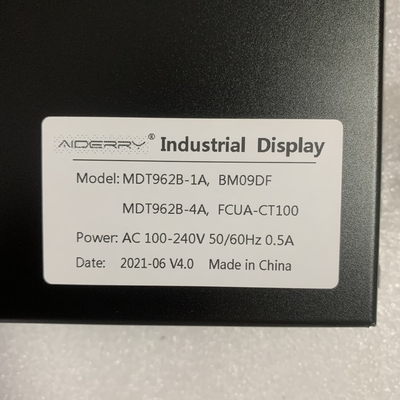 AIDERRY® Industrial Display
Model: MDT962B-1A, BM09DF
MDT962B-4A, FCUA-CT100
Power: AC 100-240V 50/60Hz 0.5A
Date: 2021-06 V4.0 Made in China